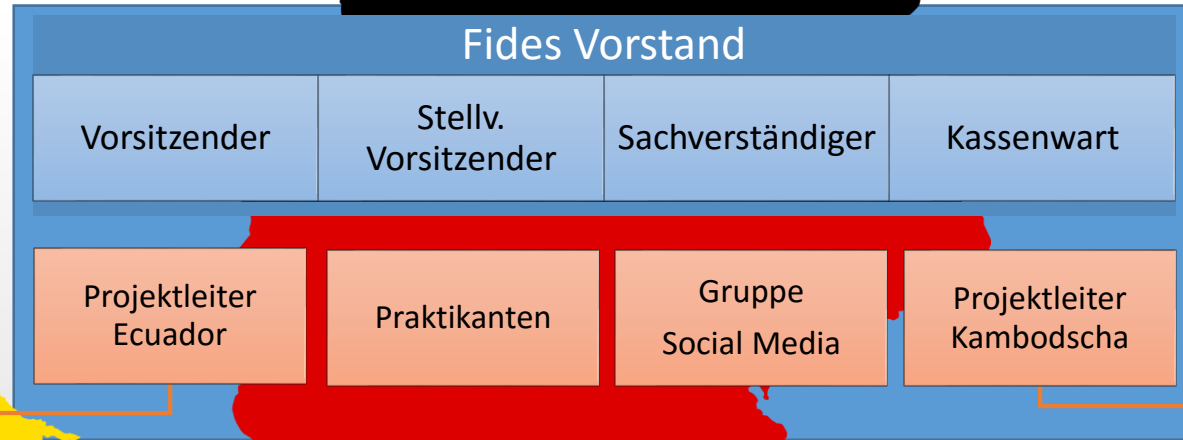 Fides Vorstand
Vorsitzender
Stellv.
Vorsitzender
Sachverständiger
Kassenwart
Projektleiter
Ecuador
Praktikanten
Gruppe
Social Media
Projektleiter
Kambodscha